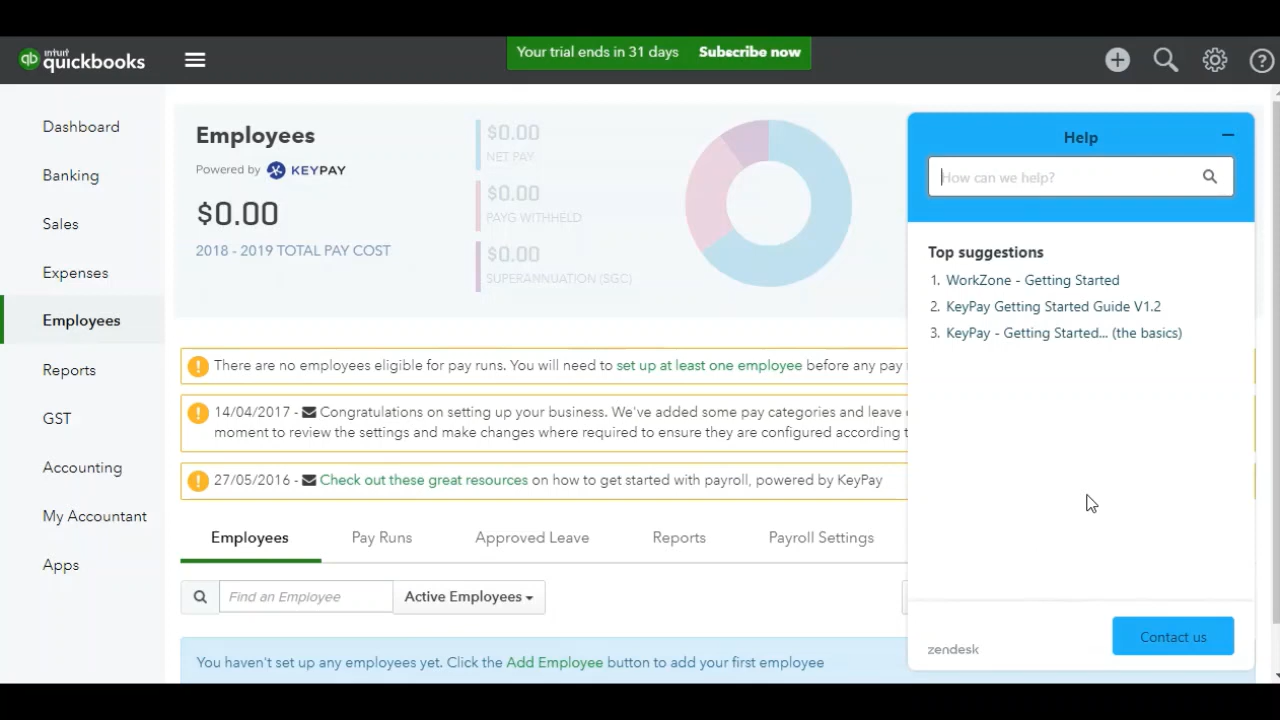 intuit
quickbooks
Your trial ends in 31 days Subscribe now
Dashboard
Banking
Sales
Expenses
Employees
Reports
GST
Accounting
My Accountant
Apps
Employees
Powered by KEYPAY
$0.00
2018 - 2019 TOTAL PAY COST
$0.00
NET PAY
$0.00
PAYG WITHHELD
$0.00
SUPERANNUATION (SGC)
There are no employees eligible for pay runs. You will need to set up at least one employee before any pay
14/04/2017 - Congratulations on setting up your business. We've added some pay categories and leave
moment to review the settings and make changes where required to ensure they are configured according
27/05/2016 - Check out these great resources on how to get started with payroll, powered by KeyPay
Employees Pay Runs Approved Leave Reports Payroll Settings
Find an Employee Active Employees
You haven't set up any employees yet. Click the Add Employee button to add your first employee
Help
How can we help?
Top suggestions
1. WorkZone - Getting Started
2. KeyPay Getting Started Guide V1.2
3. KeyPay - Getting Started... (the basics)
zendesk
Contact us